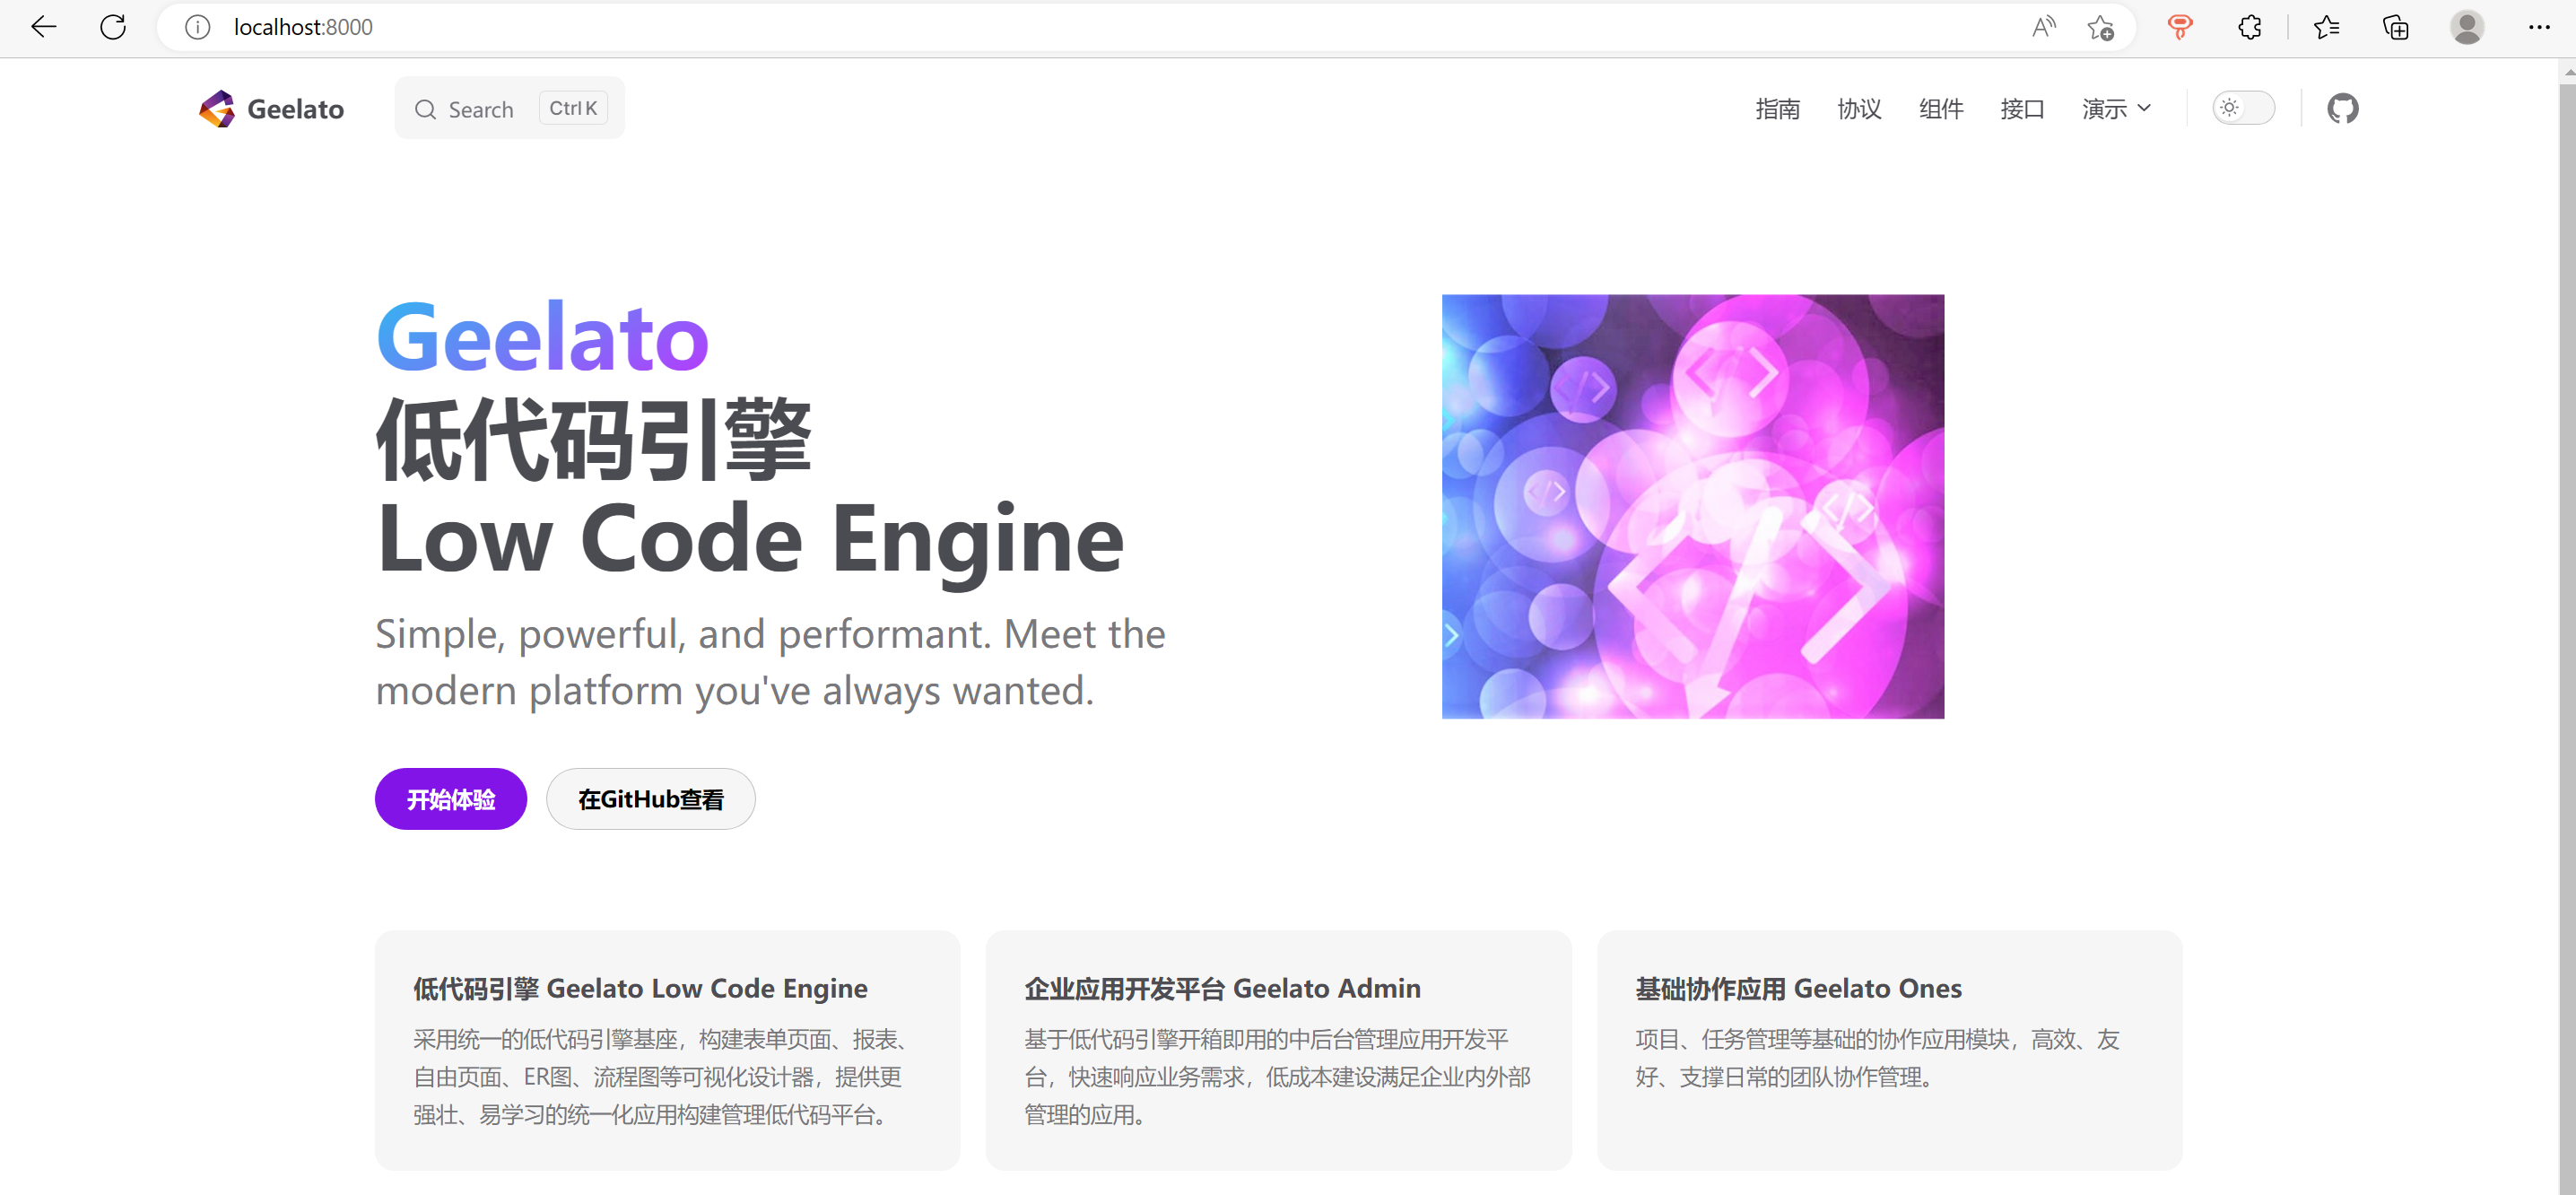 localhost:8000
Geelato
Search
Ctrl K
指南
协议
组件
接口
演示
Geelato
低代码引擎
Low Code Engine
Simple, powerful, and performant. Meet the
modern platform you've always wanted.
开始体验
在GitHub查看
低代码引擎 Geelato Low Code Engine
采用统一的低代码引擎基座，构建表单页面、报表、
自由页面、ER图、流程图等可视化设计器，提供更
强壮、易学习的统一化应用构建管理低代码平台。
企业应用开发平台 Geelato Admin
基于低代码引擎开箱即用的中后台管理应用开发平
台，快速响应业务需求，低成本建设满足企业内外部
管理的应用。
基础协作应用 Geelato Ones
项目、任务管理等基础的协作应用模块，高效、友
好、支撑日常的团队协作管理。